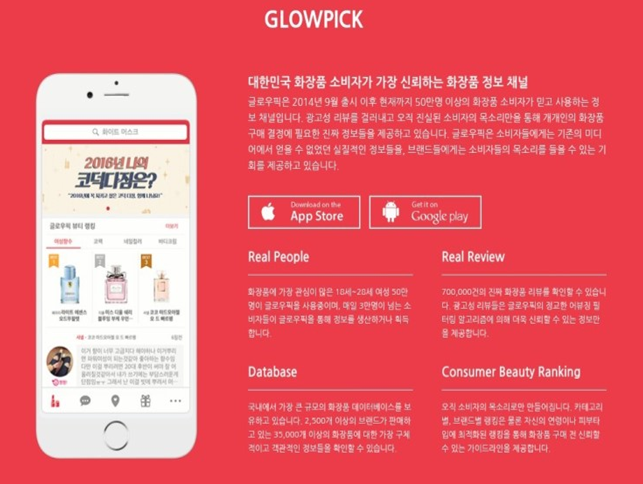 GLOWPICK
대한민국 화장품 소비자가 가장 신뢰하는 화장품 정보 채널
글로우픽은 2014년 9월 출시 이후 현재까지 50만명 이상의 화장품 소비자가 믿고 사용하는 정
보 채널입니다. 광고성 리뷰를 걸러내고 오직 진실된 소비자의 목소리만을 통해 개개인의 화장품
구매 결정에 필요한 진짜 정보들을 제공하고 있습니다. 글로우픽은 소비자들에게는 기존의 미디
어에서 얻을 수 없었던 실질적인 정보들을, 브랜드들에게는 소비자들의 목소리를 들을 수 있는 기
회를 제공하고 있습니다.
Download on the
App Store
Get it on
Google play
화이트 머스크
2016년 나의
코덕다짐은?
글로우픽 뷰티 랭킹
더보기
여성향수
코팩
네일컬러
바디크림
Real People
화장품에 가장 관심이 많은 18세~28세 여성 50만
명이 글로우픽을 사용중이며, 매일 3만명이 넘는 소
비자들이 글로우픽을 통해 정보를 생산하거나 획득
합니다.
Real Review
700,000건의 진짜 화장품 리뷰를 확인할 수 있습니
다. 광고성 리뷰들은 글로우픽의 정교한 어뷰징 필
터링 알고리즘에 의해 더욱 신뢰할 수 있는 정보만
을 제공합니다.
Database
국내에서 가장 큰 규모의 화장품 데이터베이스를 보
유하고 있습니다. 2,500개 이상의 브랜드가 판매하
고 있는 35,000개 이상의 화장품에 대한 가장 구체
적이고 객관적인 정보들을 확인할 수 있습니다.
Consumer Beauty Ranking
오직 소비자의 목소리로만 만들어집니다. 카테고리
별, 브랜드별 랭킹은 물론 자신의 연령이나 피부타
입에 최적화된 랭킹을 통해 화장품 구매 전 신뢰할
수 있는 가이드라인을 제공합니다.